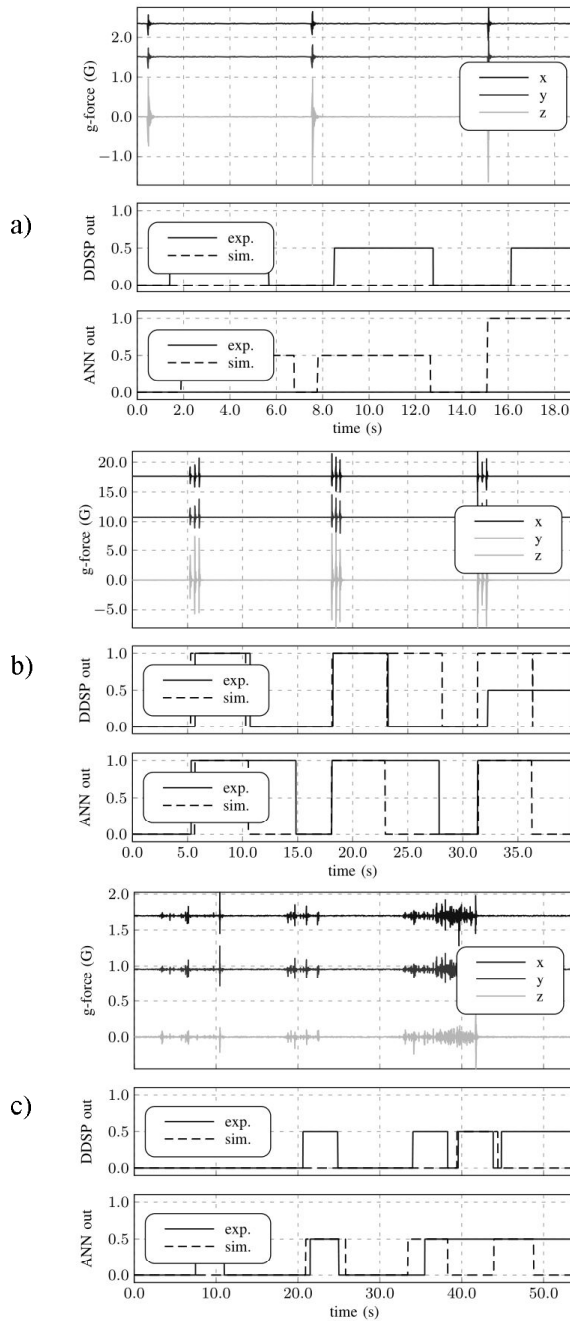 2.0
1.0
0.0
−1.0
g-force (G)
x
y
z
a)
1.0
0.5
0.0
DDSP out
exp.
sim.
1.0
0.5
0.0
ANN out
exp.
sim.
0.0 2.0 4.0 6.0 8.0 10.0 12.0 14.0 16.0 18.0
time (s)
20.0
15.0
10.0
5.0
0.0
−5.0
g-force (G)
x
y
z
b)
1.0
0.5
0.0
DDSP out
exp.
sim.
1.0
0.5
0.0
ANN out
exp.
sim.
0.0 5.0 10.0 15.0 20.0 25.0 30.0 35.0
time (s)
2.0
1.5
1.0
0.5
0.0
g-force (G)
x
y
z
c)
1.0
0.5
0.0
DDSP out
exp.
sim.
1.0
0.5
0.0
ANN out
exp.
sim.
0.0 10.0 20.0 30.0 40.0 50.0
time (s)